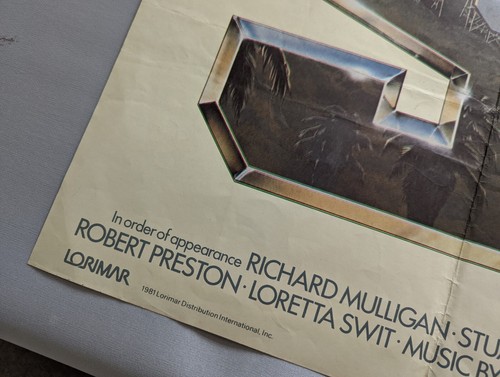 In order of appearance RICHARD MULLIGAN · STU
ROBERT PRESTON · LORETTA SWIT · MUSIC BY
LORIMAR
1981 Lorimar Distribution International, Inc.